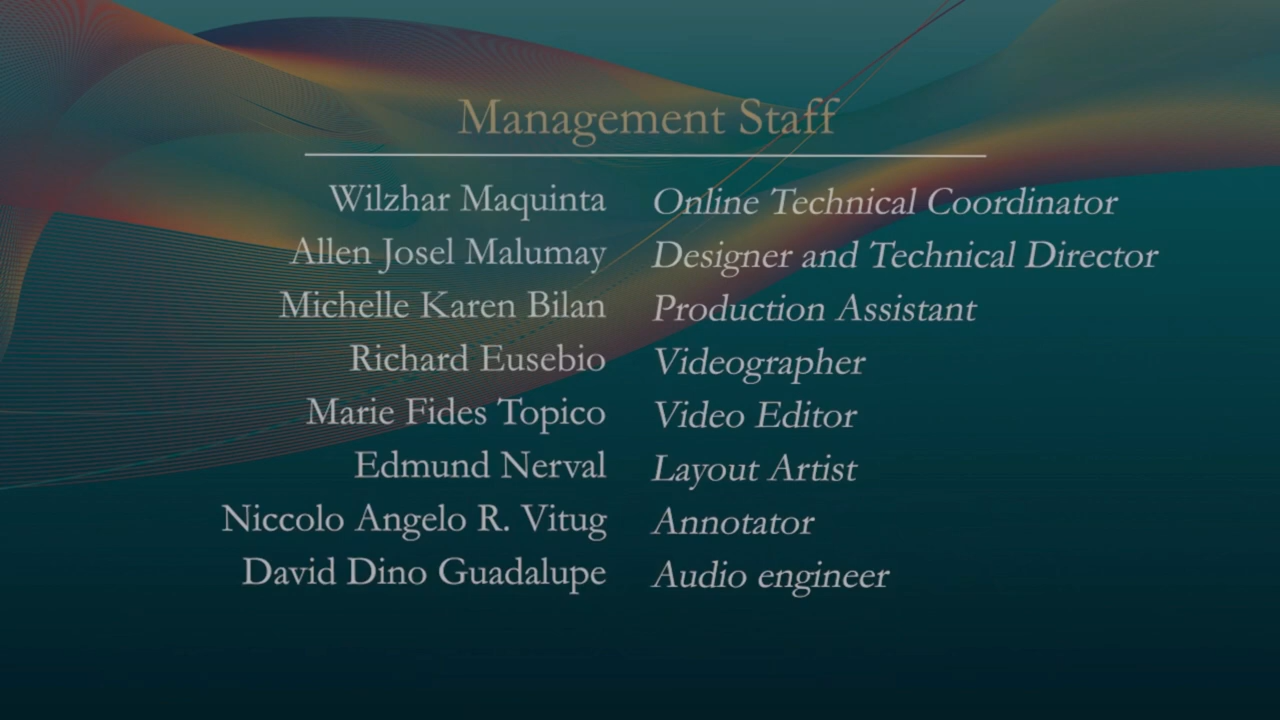 Management Staff
Wilzhar Maquinta Online Technical Coordinator
Allen Josel Malumay Designer and Technical Director
Michelle Karen Bilan Production Assistant
Richard Eusebio Videographer
Marie Fides Topico Video Editor
Edmund Nerval Layout Artist
Niccolo Angelo R. Vitug Annotator
David Dino Guadalupe Audio engineer